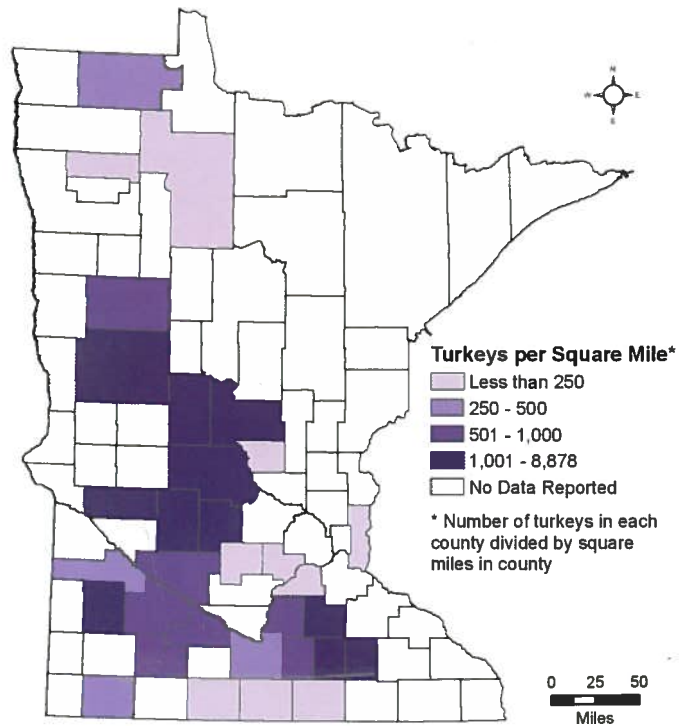 N
W E
S
Turkeys per Square Mile*
Less than 250
250 - 500
501 - 1,000
1,001 - 8,878
No Data Reported
* Number of turkeys in each
county divided by square
miles in county
0 25 50
Miles